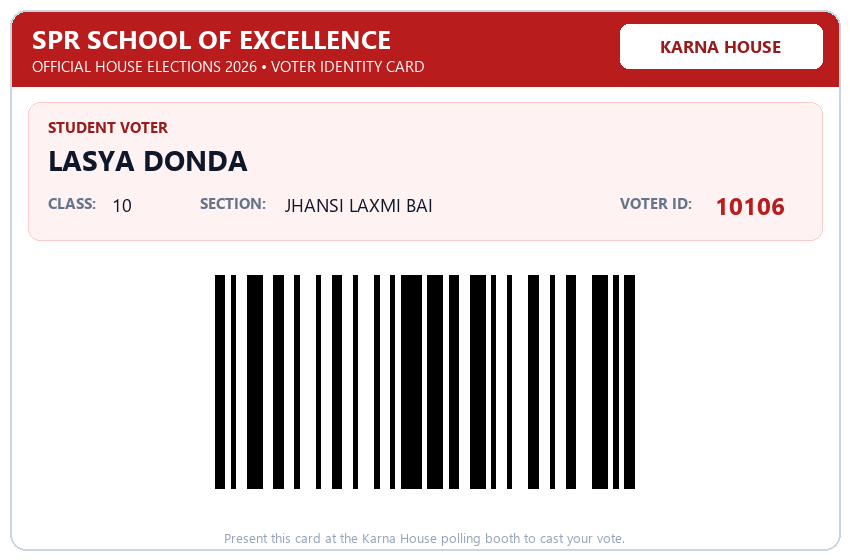 SPR SCHOOL OF EXCELLENCE
OFFICIAL HOUSE ELECTIONS 2026 • VOTER IDENTITY CARD
KARNA HOUSE
STUDENT VOTER
LASYA DONDA
CLASS: 10 SECTION: JHANSI LAXMI BAI VOTER ID: 10106
Present this card at the Karna House polling booth to cast your vote.